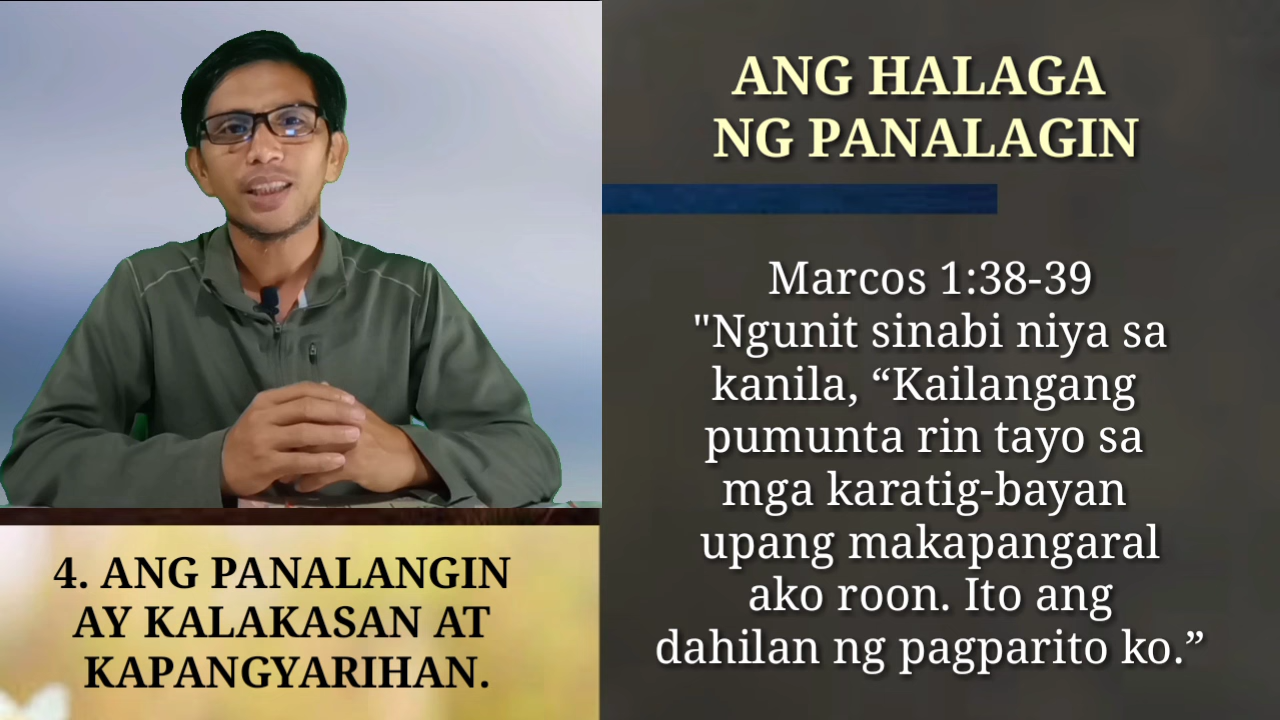 ANG HALAGA
NG PANALAGIN
Marcos 1:38-39
"Ngunit sinabi niya sa
kanila, “Kailangang
pumunta rin tayo sa
mga karatig-bayan
upang makapangaral
ako roon. Ito ang
dahilan ng pagparito ko.”
4. ANG PANALANGIN
AY KALAKASAN AT
KAPANGYARIHAN.